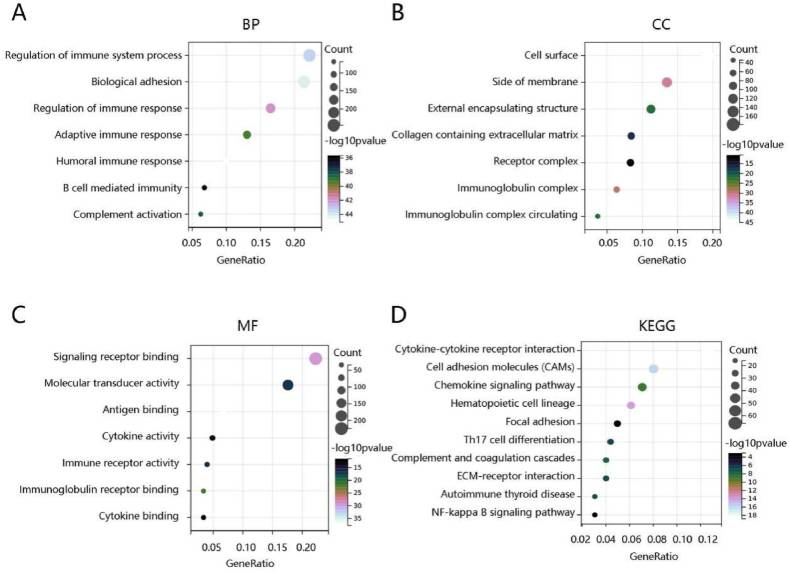 A
BP
Regulation of immune system process
Biological adhesion
Regulation of immune response
Adaptive immune response
Humoral immune response
B cell mediated immunity
Complement activation
0.05 0.10 0.15 0.20
GeneRatio
Count
100
150
200
-log10pvalue
36
38
40
42
44
B
CC
Cell surface
Side of membrane
External encapsulating structure
Collagen containing extracellular matrix
Receptor complex
Immunoglobulin complex
Immunoglobulin complex circulating
0.05 0.10 0.15 0.20
GeneRatio
Count
40
60
80
100
120
140
160
-log10pvalue
10
15
20
25
30
35
40
45
C
MF
Signaling receptor binding
Molecular transducer activity
Antigen binding
Cytokine activity
Immune receptor activity
Immunoglobulin receptor binding
Cytokine binding
0.05 0.10 0.15 0.20
GeneRatio
Count
50
100
150
200
-log10pvalue
15
20
25
30
35
D
KEGG
Cytokine-cytokine receptor interaction
Cell adhesion molecules (CAMs)
Chemokine signaling pathway
Hematopoietic cell lineage
Focal adhesion
Th17 cell differentiation
Complement and coagulation cascades
ECM-receptor interaction
Autoimmune thyroid disease
NF-kappa B signaling pathway
0.02 0.04 0.06 0.08 0.10 0.12
GeneRatio
Count
20
30
40
50
60
-log10pvalue
4
6
8
10
12
14
16
18